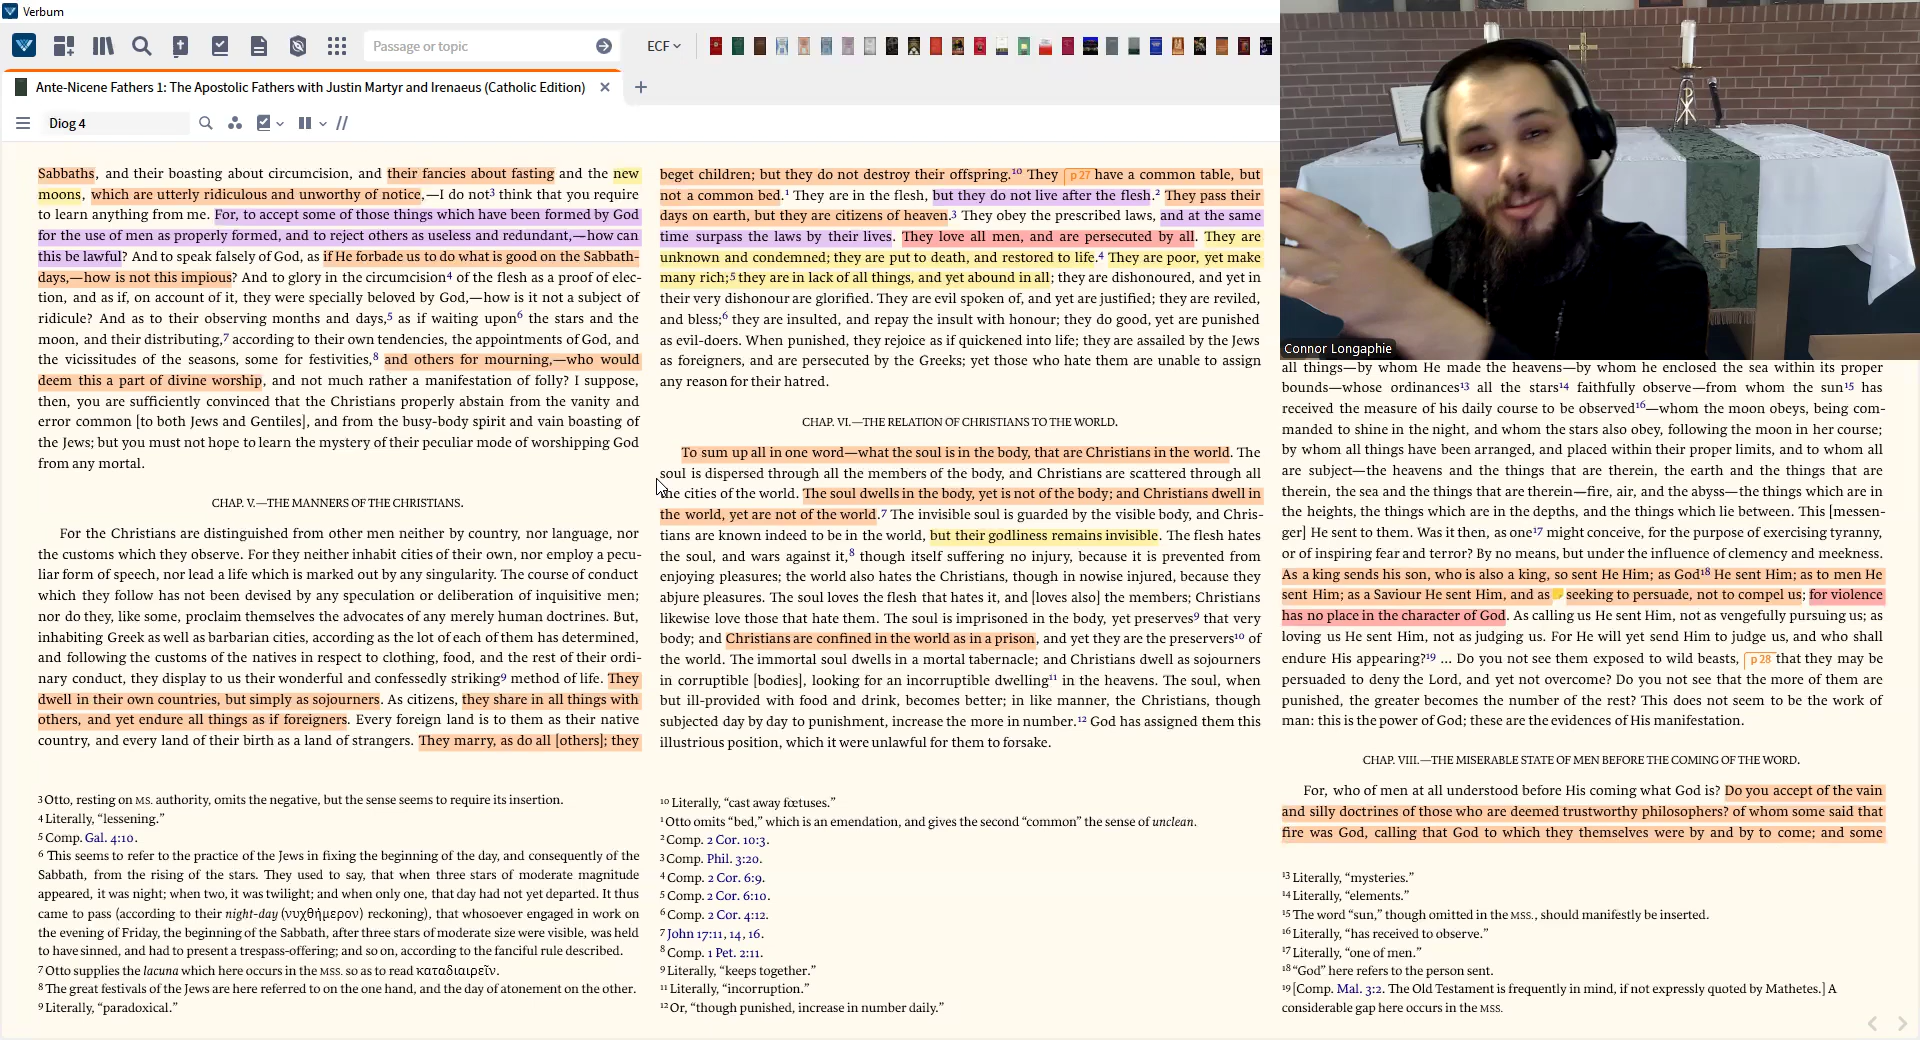 Verbum
Passage or topic
ECF
Ante-Nicene Fathers 1: The Apostolic Fathers with Justin Martyr and Irenaeus (Catholic Edition)
Diog 4
Sabbaths, and their boasting about circumcision, and their fancies about fasting and the new
moons, which are utterly ridiculous and unworthy of notice,—I do not³ think that you require
to learn anything from me. For, to accept some of those things which have been formed by God
for the use of men as properly formed, and to reject others as useless and redundant,—how can
this be lawful? And to speak falsely of God, as if He forbade us to do what is good on the Sabbath-
days,—how is not this impious? And to glory in the circumcision⁴ of the flesh as a proof of elec-
tion, and as if, on account of it, they were specially beloved by God,—how is it not a subject of
ridicule? And as to their observing months and days,⁵ as if waiting upon⁶ the stars and the
moon, and their distributing,⁷ according to their own tendencies, the appointments of God, and
the vicissitudes of the seasons, some for festivities,⁸ and others for mourning,—who would
deem this a part of divine worship, and not much rather a manifestation of folly? I suppose,
then, you are sufficiently convinced that the Christians properly abstain from the vanity and
error common [to both Jews and Gentiles], and from the busy-body spirit and vain boasting of
the Jews; but you must not hope to learn the mystery of their peculiar mode of worshipping God
from any mortal.
CHAP. V.—THE MANNERS OF THE CHRISTIANS.
For the Christians are distinguished from other men neither by country, nor language, nor
the customs which they observe. For they neither inhabit cities of their own, nor employ a pecu-
liar form of speech, nor lead a life which is marked out by any singularity. The course of conduct
which they follow has not been devised by any speculation or deliberation of inquisitive men;
nor do they, like some, proclaim themselves the advocates of any merely human doctrines. But,
inhabiting Greek as well as barbarian cities, according as the lot of each of them has determined,
and following the customs of the natives in respect to clothing, food, and the rest of their ordi-
nary conduct, they display to us their wonderful and confessedly striking⁹ method of life. They
dwell in their own countries, but simply as sojourners. As citizens, they share in all things with
others, and yet endure all things as if foreigners. Every foreign land is to them as their native
country, and every land of their birth as a land of strangers. They marry, as do all [others]; they
³ Otto, resting on MS. authority, omits the negative, but the sense seems to require its insertion.
⁴ Literally, “lessening.”
⁵ Comp. Gal. 4:10.
⁶ This seems to refer to the practice of the Jews in fixing the beginning of the day, and consequently of the
Sabbath, from the rising of the stars. They used to say, that when three stars of moderate magnitude
appeared, it was night; when two, it was twilight; and when only one, that day had not yet departed. It thus
came to pass (according to their night-day (νυχθήμερον) reckoning), that whosoever engaged in work on
the evening of Friday, the beginning of the Sabbath, after three stars of moderate size were visible, was held
to have sinned, and had to present a trespass-offering; and so on, according to the fanciful rule described.
⁷ Otto supplies the lacuna which here occurs in the MSS. so as to read καταδιαιρεῖν.
⁸ The great festivals of the Jews are here referred to on the one hand, and the day of atonement on the other.
⁹ Literally, “paradoxical.”
beget children; but they do not destroy their offspring.¹⁰ They p 27 have a common table, but
not a common bed.¹ They are in the flesh, but they do not live after the flesh.² They pass their
days on earth, but they are citizens of heaven.³ They obey the prescribed laws, and at the same
time surpass the laws by their lives. They love all men, and are persecuted by all. They are
unknown and condemned; they are put to death, and restored to life.⁴ They are poor, yet make
many rich;⁵ they are in lack of all things, and yet abound in all; they are dishonoured, and yet in
their very dishonour are glorified. They are evil spoken of, and yet are justified; they are reviled,
and bless;⁶ they are insulted, and repay the insult with honour; they do good, yet are punished
as evil-doers. When punished, they rejoice as if quickened into life; they are assailed by the Jews
as foreigners, and are persecuted by the Greeks; yet those who hate them are unable to assign
any reason for their hatred.
CHAP. VI.—THE RELATION OF CHRISTIANS TO THE WORLD.
To sum up all in one word—what the soul is in the body, that are Christians in the world. The
soul is dispersed through all the members of the body, and Christians are scattered through all
the cities of the world. The soul dwells in the body, yet is not of the body; and Christians dwell in
the world, yet are not of the world.⁷ The invisible soul is guarded by the visible body, and Chris-
tians are known indeed to be in the world, but their godliness remains invisible. The flesh hates
the soul, and wars against it,⁸ though itself suffering no injury, because it is prevented from
enjoying pleasures; the world also hates the Christians, though in nowise injured, because they
abjure pleasures. The soul loves the flesh that hates it, and [loves also] the members; Christians
likewise love those that hate them. The soul is imprisoned in the body, yet preserves⁹ that very
body; and Christians are confined in the world as in a prison, and yet they are the preservers¹⁰ of
the world. The immortal soul dwells in a mortal tabernacle; and Christians dwell as sojourners
in corruptible [bodies], looking for an incorruptible dwelling¹¹ in the heavens. The soul, when
but ill-provided with food and drink, becomes better; in like manner, the Christians, though
subjected day by day to punishment, increase the more in number.¹² God has assigned them this
illustrious position, which it were unlawful for them to forsake.
¹⁰ Literally, “cast away fœtuses.”
¹ Otto omits “bed,” which is an emendation, and gives the second “common” the sense of unclean.
² Comp. 2 Cor. 10:3.
³ Comp. Phil. 3:20.
⁴ Comp. 2 Cor. 6:9.
⁵ Comp. 2 Cor. 6:10.
⁶ Comp. 2 Cor. 4:12.
⁷ John 17:11, 14, 16.
⁸ Comp. 1 Pet. 2:11.
⁹ Literally, “keeps together.”
¹¹ Literally, “incorruption.”
¹² Or, “though punished, increase in number daily.”
Connor Longaphie
all things—by whom He made the heavens—by whom he enclosed the sea within its proper
bounds—whose ordinances¹³ all the stars¹⁴ faithfully observe—from whom the sun¹⁵ has
received the measure of his daily course to be observed¹⁶—whom the moon obeys, being com-
manded to shine in the night, and whom the stars also obey, following the moon in her course;
by whom all things have been arranged, and placed within their proper limits, and to whom all
are subject—the heavens and the things that are therein, the earth and the things that are
therein, the sea and the things that are therein—fire, air, and the abyss—the things which are in
the heights, the things which are in the depths, and the things which lie between. This [messen-
ger] He sent to them. Was it then, as one¹⁷ might conceive, for the purpose of exercising tyranny,
or of inspiring fear and terror? By no means, but under the influence of clemency and meekness.
As a king sends his son, who is also a king, so sent He Him; as God¹⁸ He sent Him; as to men He
sent Him; as a Saviour He sent Him, and as seeking to persuade, not to compel us; for violence
has no place in the character of God. As calling us He sent Him, not as vengefully pursuing us; as
loving us He sent Him, not as judging us. For He will yet send Him to judge us, and who shall
endure His appearing?¹⁹ ... Do you not see them exposed to wild beasts, p 28 that they may be
persuaded to deny the Lord, and yet not overcome? Do you not see that the more of them are
punished, the greater becomes the number of the rest? This does not seem to be the work of
man: this is the power of God; these are the evidences of His manifestation.
CHAP. VIII.—THE MISERABLE STATE OF MEN BEFORE THE COMING OF THE WORD.
For, who of men at all understood before His coming what God is? Do you accept of the vain
and silly doctrines of those who are deemed trustworthy philosophers? of whom some said that
fire was God, calling that God to which they themselves were by and by to come; and some
¹³ Literally, “mysteries.”
¹⁴ Literally, “elements.”
¹⁵ The word “sun,” though omitted in the MSS., should manifestly be inserted.
¹⁶ Literally, “has received to observe.”
¹⁷ Literally, “one of men.”
¹⁸ “God” here refers to the person sent.
¹⁹ [Comp. Mal. 3:2. The Old Testament is frequently in mind, if not expressly quoted by Mathetes.] A
considerable gap here occurs in the MSS.